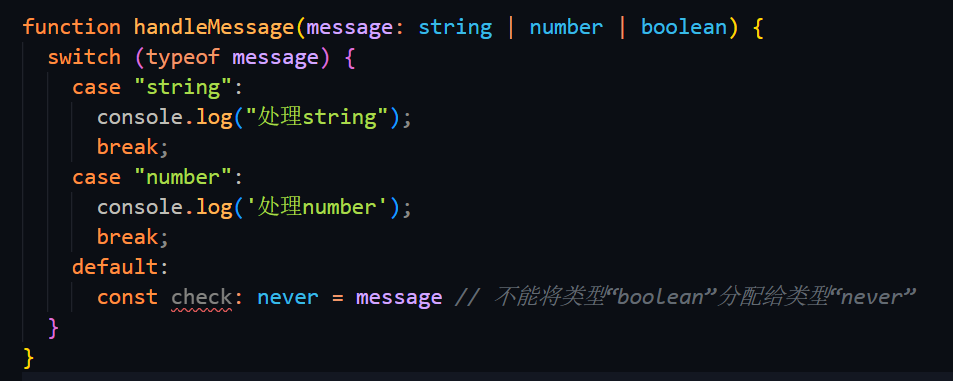 function handleMessage(message: string | number | boolean) {
  switch (typeof message) {
    case "string":
      console.log("处理string");
      break;
    case "number":
      console.log('处理number');
      break;
    default:
      const check: never = message // 不能将类型“boolean”分配给类型“never”
  }
}